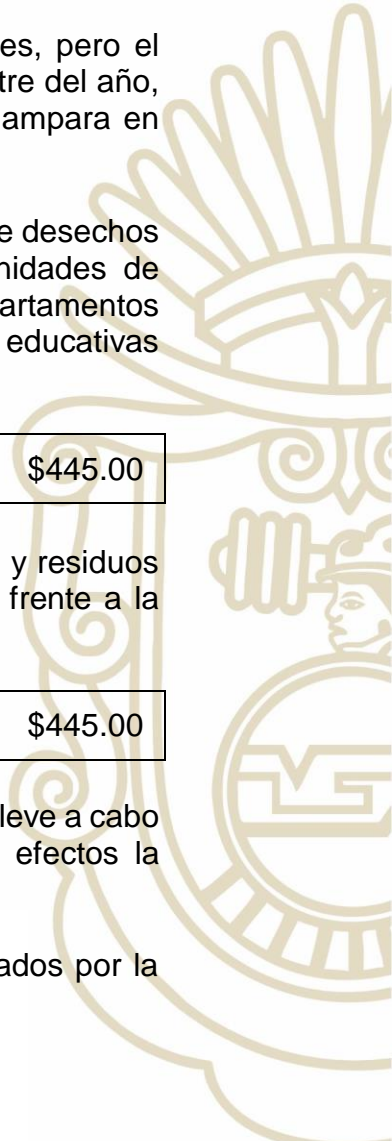 es, pero el
tre del año,
ampara en
e desechos
nidades de
partamentos
educativas
$445.00
y residuos
frente a la
$445.00
leve a cabo
efectos la
ados por la